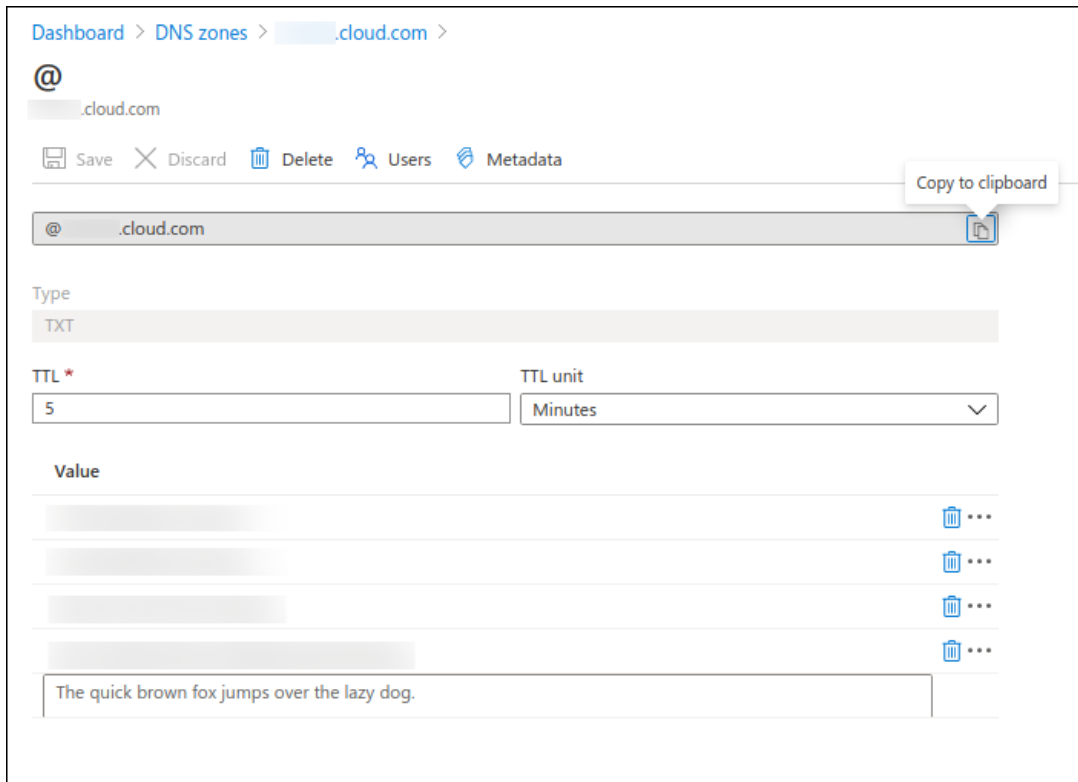 Dashboard > DNS zones > .cloud.com >
@
.cloud.com
Save Discard Delete Users Metadata
Copy to clipboard
@ .cloud.com
Type
TXT
TTL *
TTL unit
5
Minutes
Value
The quick brown fox jumps over the lazy dog.